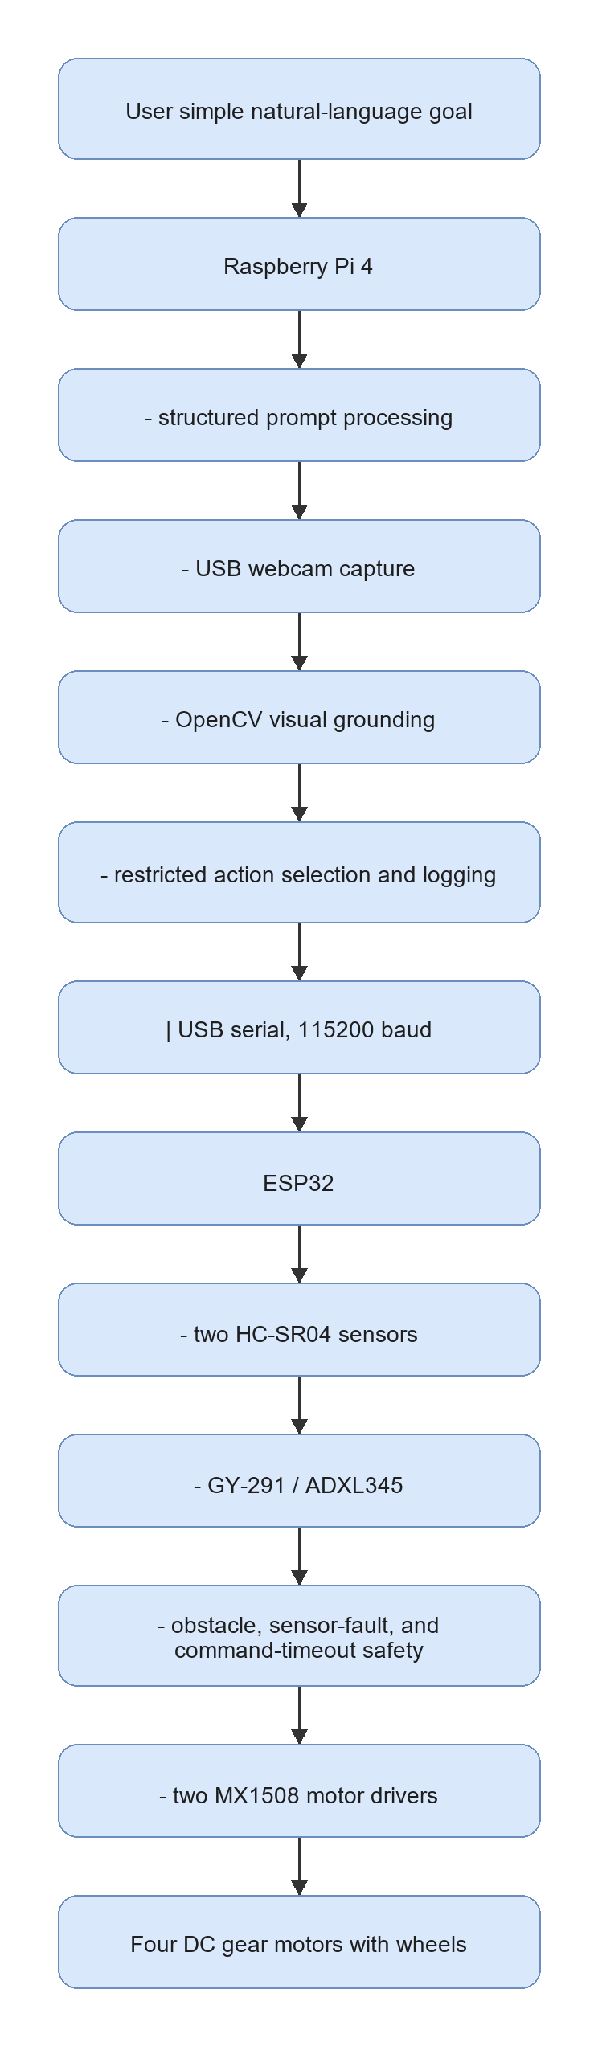 User simple natural-language goal
Raspberry Pi 4
- structured prompt processing
- USB webcam capture
- OpenCV visual grounding
- restricted action selection and logging
| USB serial, 115200 baud
ESP32
- two HC-SR04 sensors
- GY-291 / ADXL345
- obstacle, sensor-fault, and
command-timeout safety
- two MX1508 motor drivers
Four DC gear motors with wheels